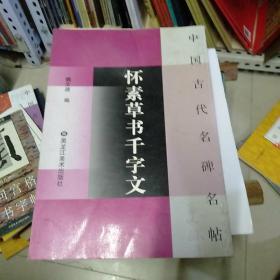 中国古代名碑名帖
怀素草书千字文
编
黑龙江美术出版社